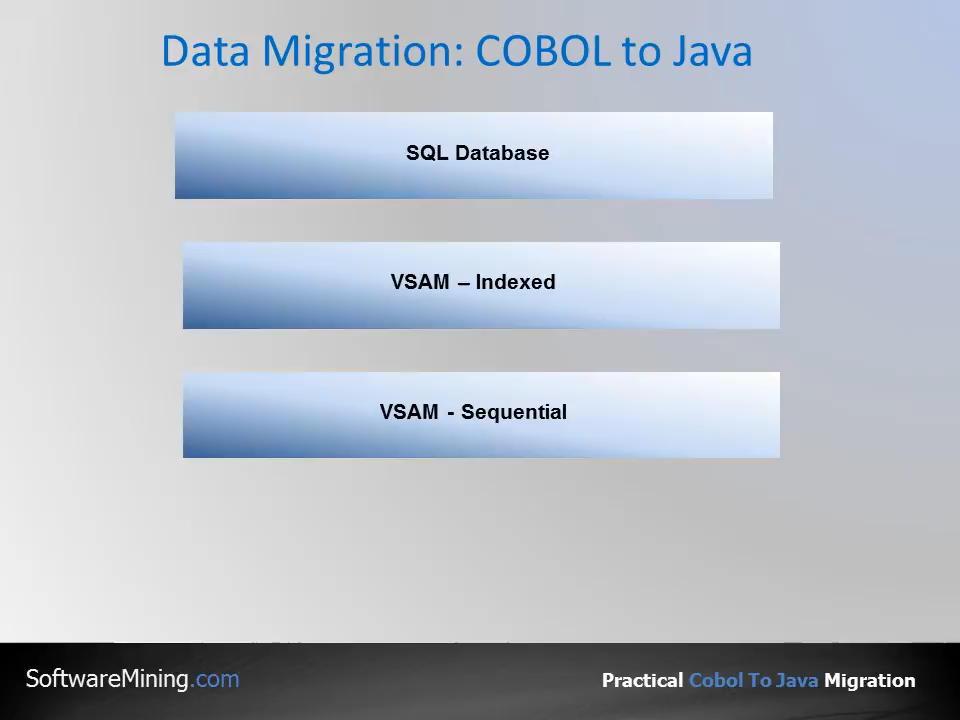 Data Migration: COBOL to Java
SQL Database
VSAM – Indexed
VSAM - Sequential
SoftwareMining.com
Practical Cobol To Java Migration